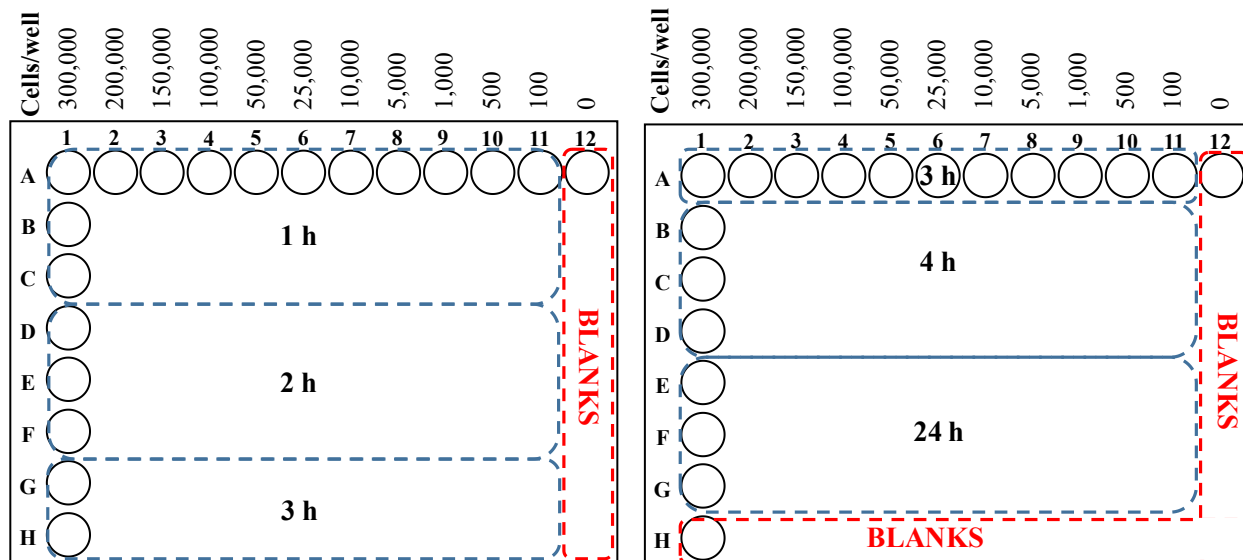 Cells/well 300,000 200,000 150,000 100,000 50,000 25,000 10,000 5,000 1,000 500 100 0
1 2 3 4 5 6 7 8 9 10 11 12
A
B
1 h
C
D
E
2 h
F
G
3 h
H
BLANKS
Cells/well 300,000 200,000 150,000 100,000 50,000 25,000 10,000 5,000 1,000 500 100 0
1 2 3 4 5 6 7 8 9 10 11 12
A 3 h
B
4 h
C
D
E
F 24 h
G
H BLANKS
BLANKS